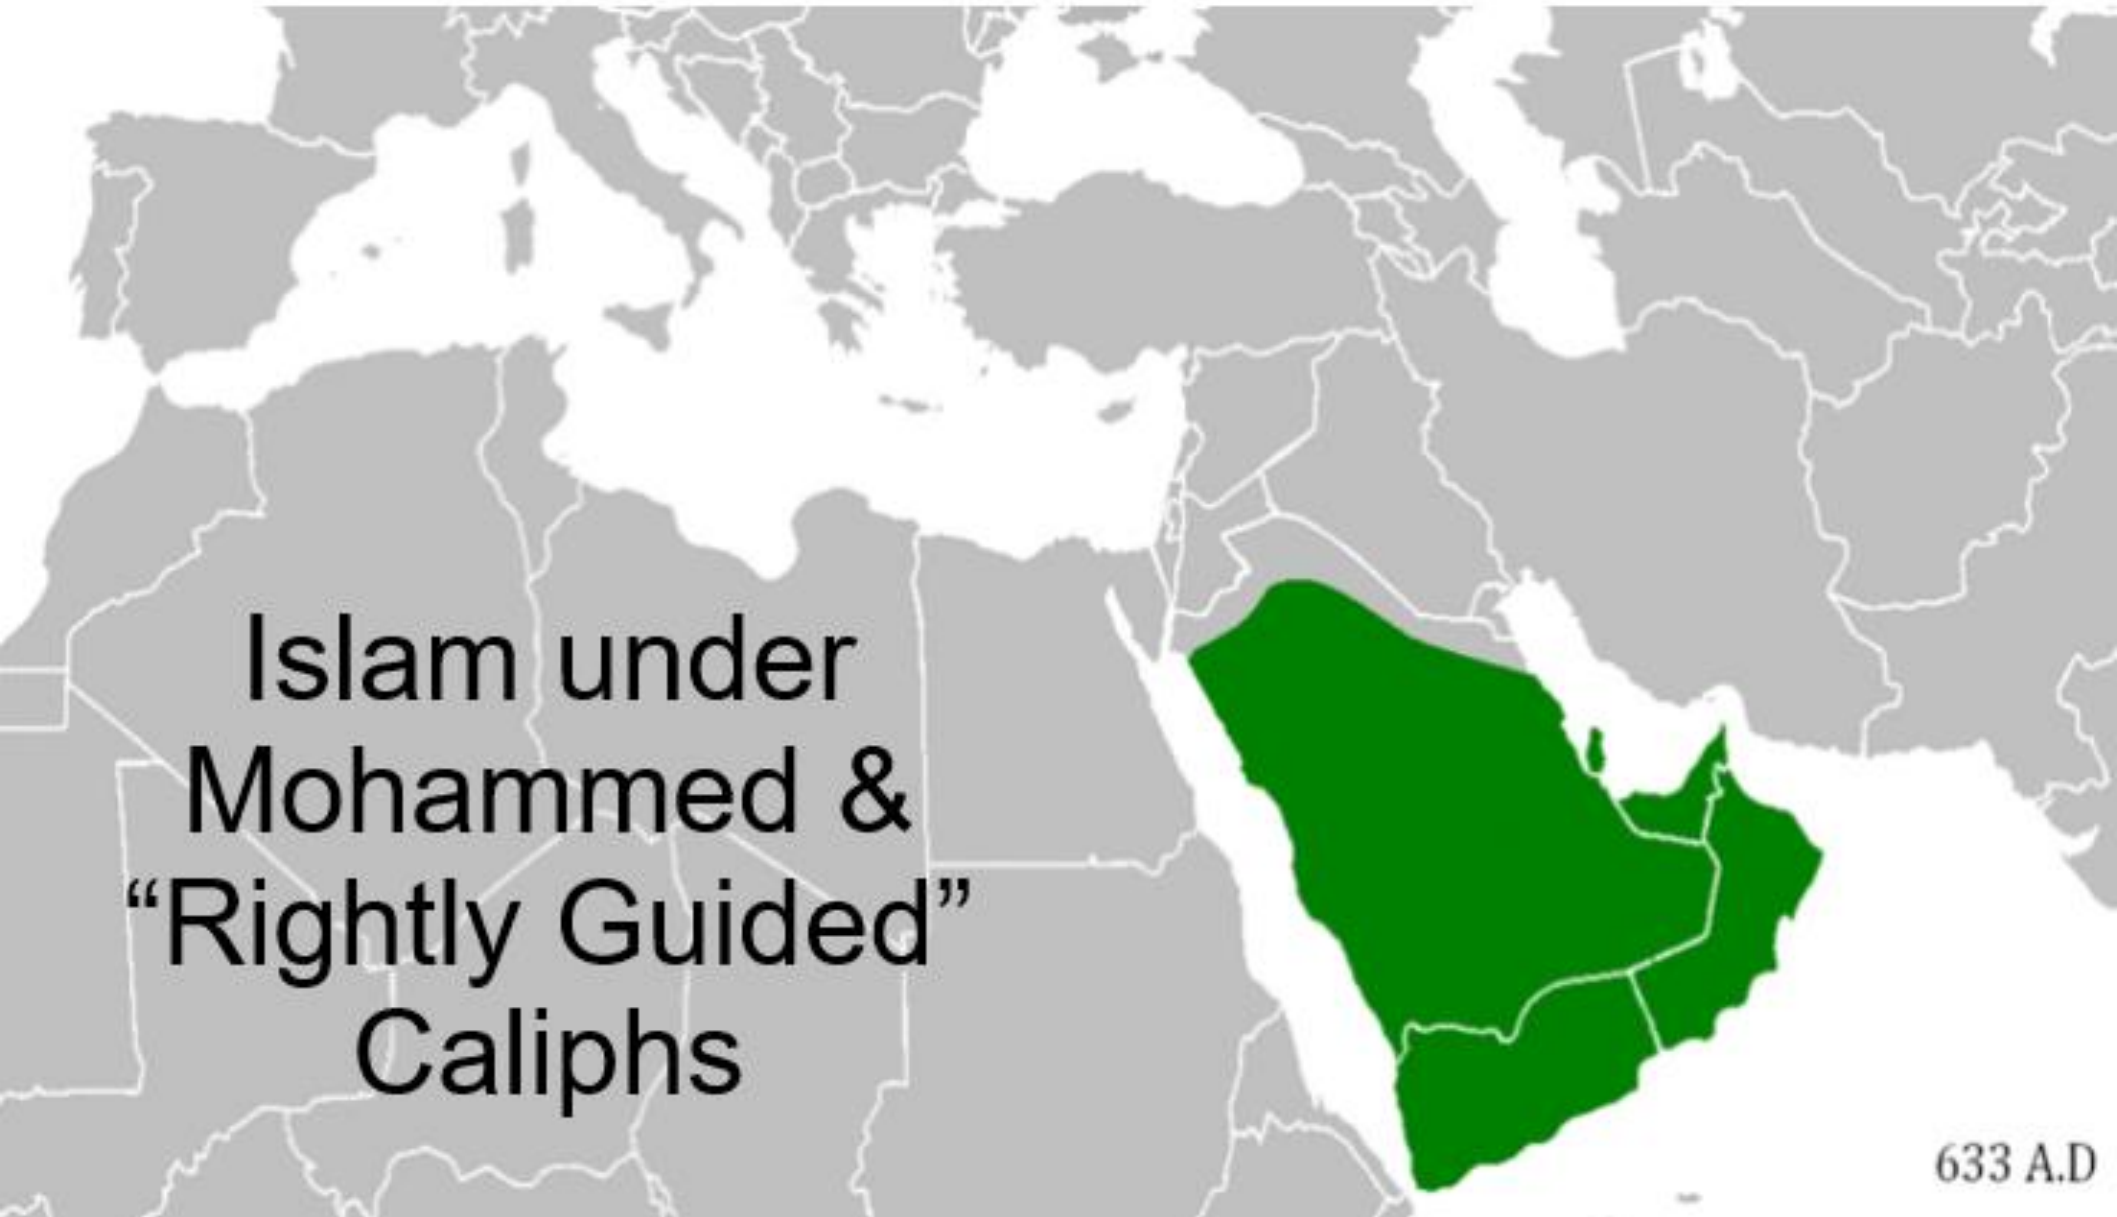 Islam under
Mohammed &
“Rightly Guided”
Caliphs
633 A.D